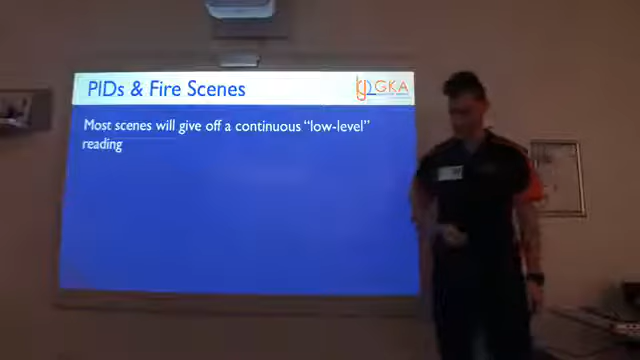 PIDs & Fire Scenes
GKA
Most scenes will give off a continuous “low-level”
reading